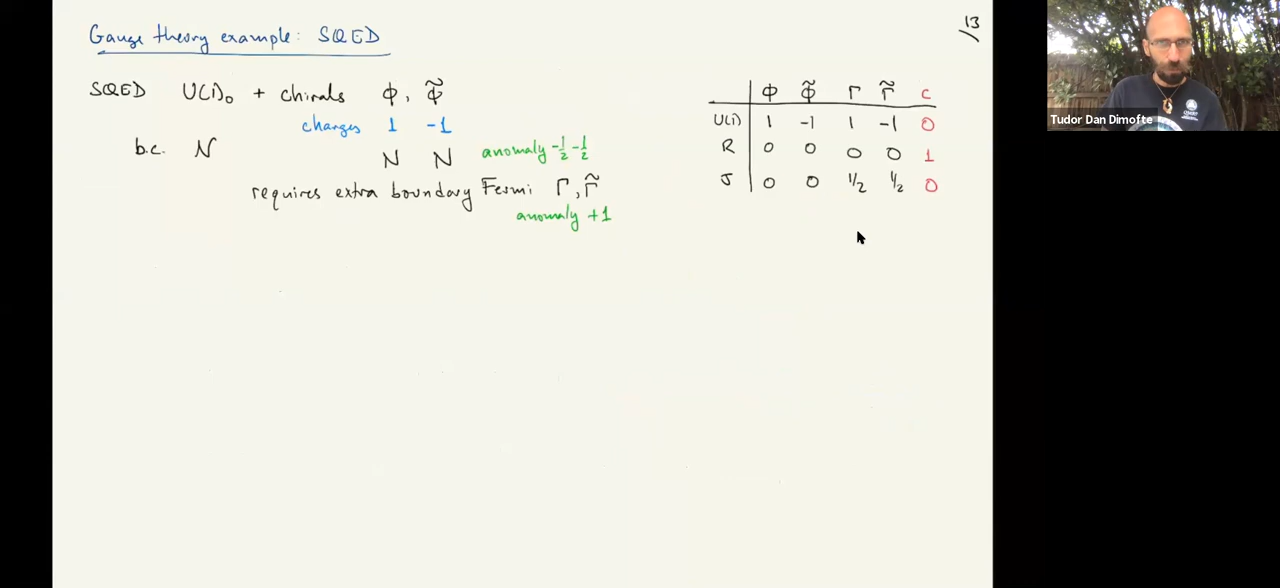 13
Gauge theory example: SQED
SQED U(1)₀ + chirals ϕ, ϕ̃
charges 1 -1
b.c. N N N anomaly -½ -½
requires extra boundary Fermi Γ, Γ̃
anomaly +1
ϕ ϕ̃ Γ Γ̃ c
U(1) 1 -1 1 -1 0
R 0 0 0 0 1
J 0 0 1/2 1/2 0
Tudor Dan Dimofte